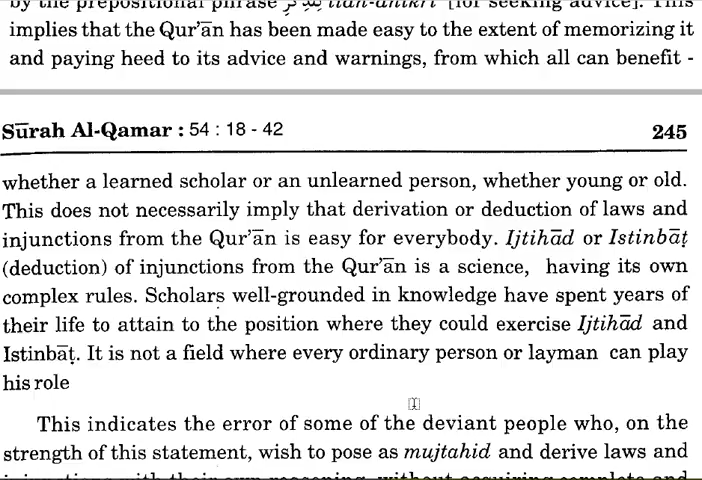 by the prepositional phrase [for seeking advice]. This
implies that the Qur'ān has been made easy to the extent of memorizing it
and paying heed to its advice and warnings, from which all can benefit -
Sūrah Al-Qamar : 54 : 18 - 42 245
whether a learned scholar or an unlearned person, whether young or old.
This does not necessarily imply that derivation or deduction of laws and
injunctions from the Qur'ān is easy for everybody. Ijtihād or Istinbāṭ
(deduction) of injunctions from the Qur'ān is a science, having its own
complex rules. Scholars well-grounded in knowledge have spent years of
their life to attain to the position where they could exercise Ijtihād and
Istinbāṭ. It is not a field where every ordinary person or layman can play
his role
This indicates the error of some of the deviant people who, on the
strength of this statement, wish to pose as mujtahid and derive laws and
with their own reasoning, without acquiring complete and